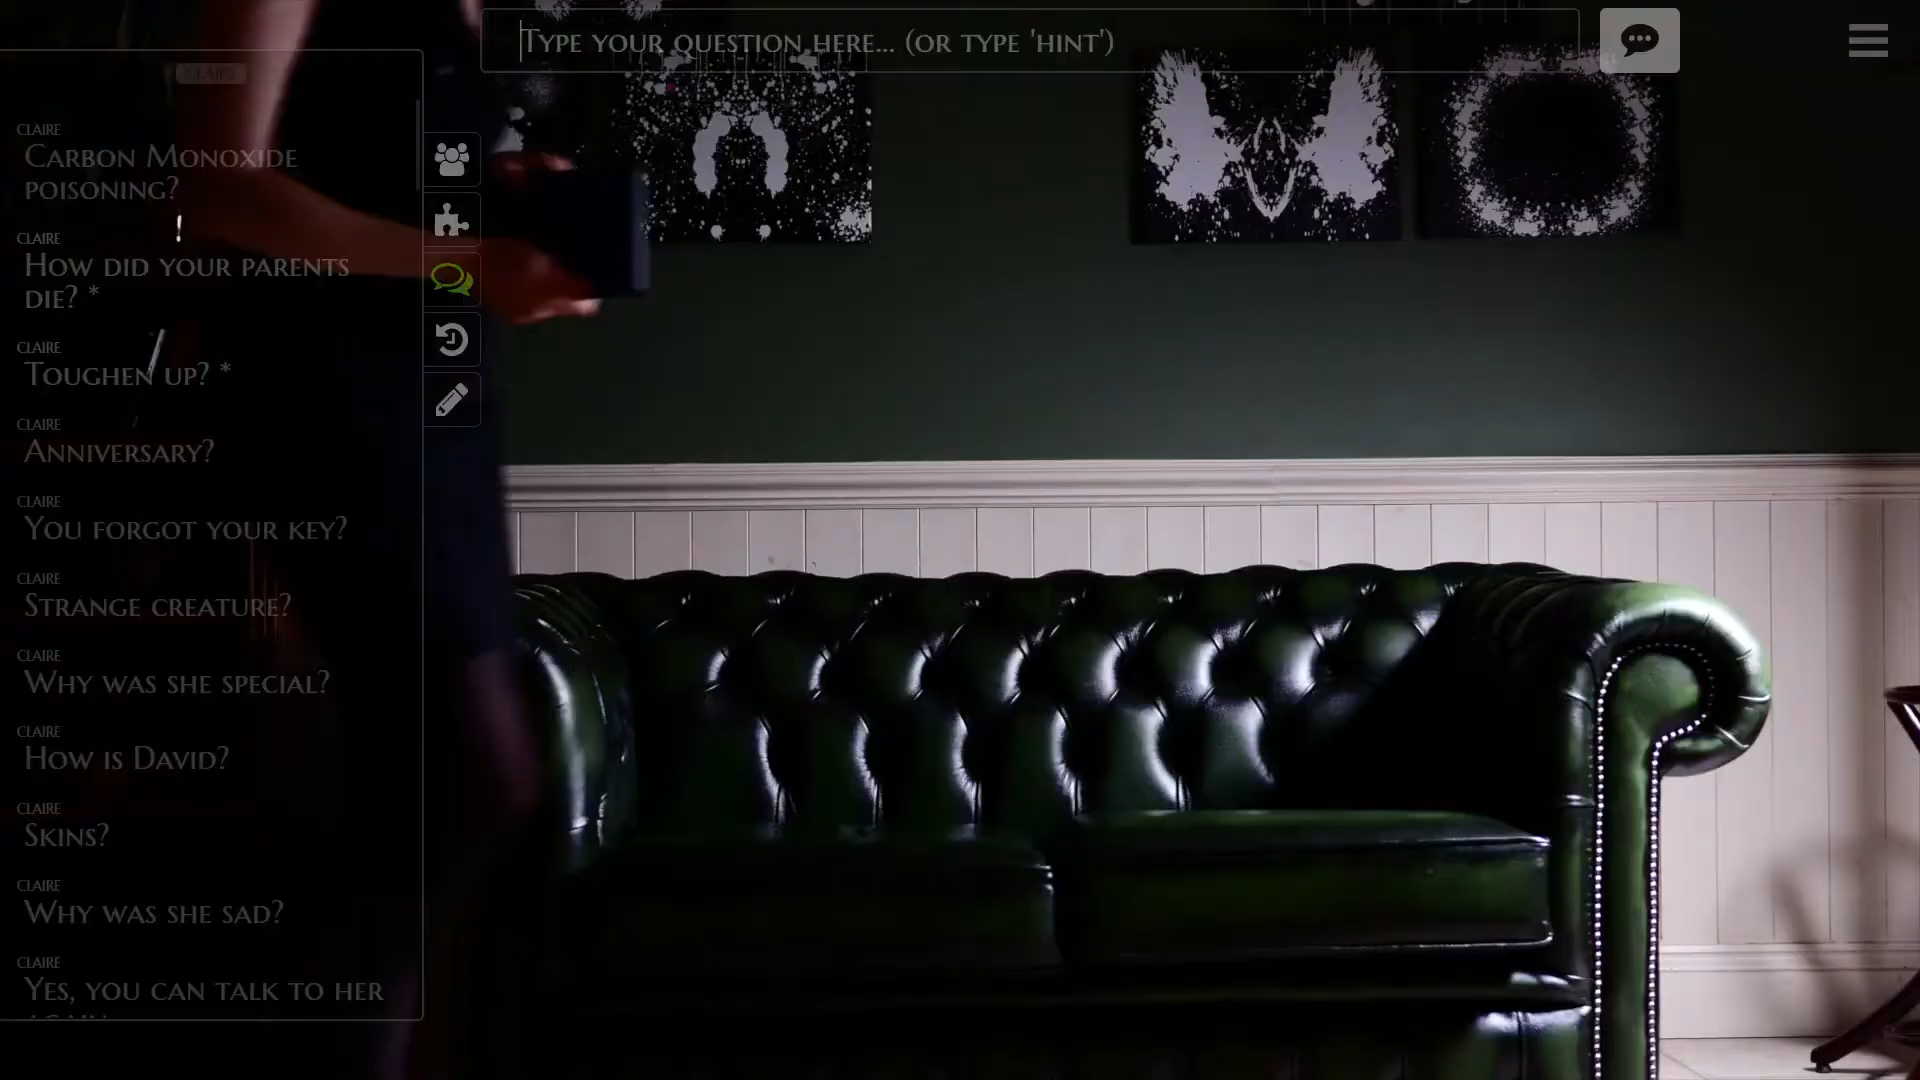 Type your question here... (or type 'hint')
CLAIRE
CLAIRE
Carbon Monoxide
poisoning?
CLAIRE
How did your parents
die? *
CLAIRE
Toughen up? *
CLAIRE
Anniversary?
CLAIRE
You forgot your key?
CLAIRE
Strange creature?
CLAIRE
Why was she special?
CLAIRE
How is David?
CLAIRE
Skins?
CLAIRE
Why was she sad?
CLAIRE
Yes, you can talk to her
again